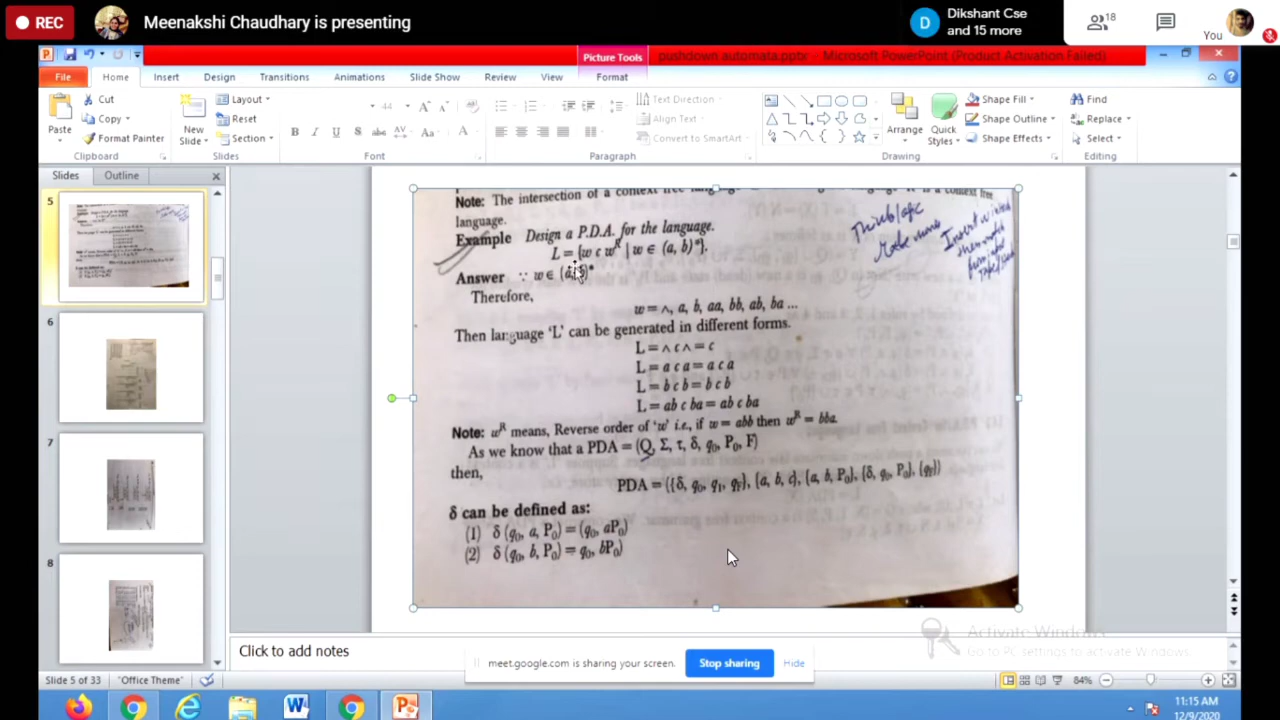 REC
Meenakshi Chaudhary is presenting
D
Dikshant Cse
and 15 more
18
You
Picture Tools
pushdown automata.pptx - Microsoft PowerPoint (Product Activation Failed)
File Home Insert Design Transitions Animations Slide Show Review View Format
Paste
Cut
Copy
Format Painter
Clipboard
New
Slide
Layout
Reset
Section
Slides
44
Font
Text Direction
Align Text
Convert to SmartArt
Paragraph
Arrange
Quick
Styles
Shape Fill
Shape Outline
Shape Effects
Drawing
Find
Replace
Select
Editing
Slides Outline
5
6
7
8
Note: The intersection of a context free
language.
Example Design a P.D.A. for the language.
L = {w c wᴿ | w ∈ (a, b)*}.
Answer ∵ w ∈ (a, b)*
Therefore,
w = ∧, a, b, aa, bb, ab, ba ...
Then language 'L' can be generated in different forms.
L = ∧ c ∧ = c
L = a c a = a c a
L = b c b = b c b
L = ab c ba = ab c ba
Note: wᴿ means, Reverse order of 'w' i.e., if w = abb then wᴿ = bba.
As we know that a PDA = (Q, Σ, τ, δ, q₀, P₀, F)
then,
PDA = ({δ, q₀, q₁, qF}, {a, b, c}, {a, b, P₀}, {δ, q₀, P₀}, {qF})
δ can be defined as:
(1) δ (q₀, a, P₀) = (q₀, aP₀)
(2) δ (q₀, b, P₀) = q₀, bP₀)
Activate Windows
Go to PC settings to activate Windows.
Click to add notes
meet.google.com is sharing your screen.
Stop sharing
Hide
Slide 5 of 33
"Office Theme"
84%
11:15 AM
12/9/2020